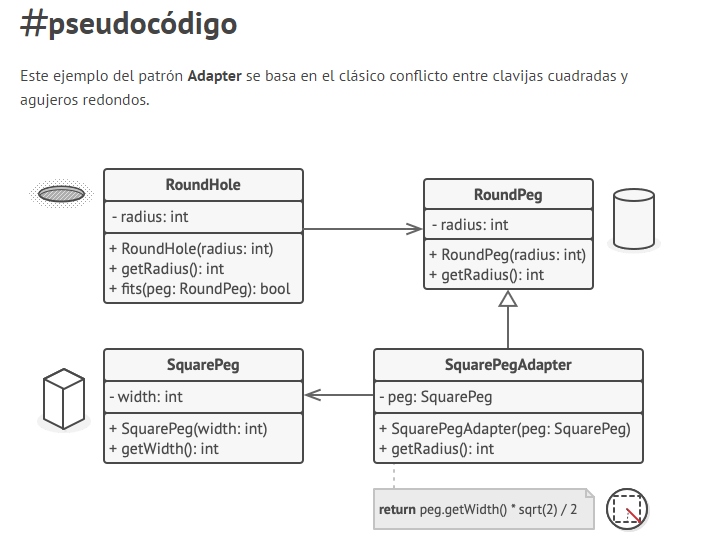 #pseudocódigo
Este ejemplo del patrón Adapter se basa en el clásico conflicto entre clavijas cuadradas y
agujeros redondos.
RoundHole
- radius: int
+ RoundHole(radius: int)
+ getRadius(): int
+ fits(peg: RoundPeg): bool
RoundPeg
- radius: int
+ RoundPeg(radius: int)
+ getRadius(): int
SquarePeg
- width: int
+ SquarePeg(width: int)
+ getWidth(): int
SquarePegAdapter
- peg: SquarePeg
+ SquarePegAdapter(peg: SquarePeg)
+ getRadius(): int
return peg.getWidth() * sqrt(2) / 2